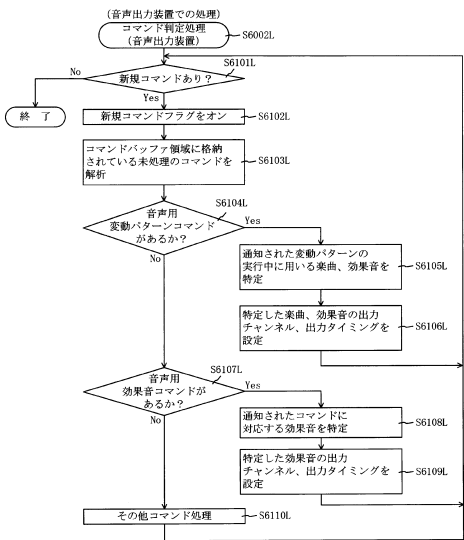 (音声出力装置での処理)
コマンド判定処理
(音声出力装置)
S6002L
S6101L
新規コマンドあり？
No
Yes
終 了
新規コマンドフラグをオン
S6102L
コマンドバッファ領域に格納
されている未処理のコマンドを
解析
S6103L
S6104L
音声用
変動パターンコマンド
があるか？
Yes
No
通知された変動パターンの
実行中に用いる楽曲、効果音を
特定
S6105L
特定した楽曲、効果音の出力
チャンネル、出力タイミングを
設定
S6106L
S6107L
音声用
効果音コマンドが
あるか？
Yes
No
通知されたコマンドに
対応する効果音を特定
S6108L
特定した効果音の出力
チャンネル、出力タイミングを
設定
S6109L
その他コマンド処理
S6110L